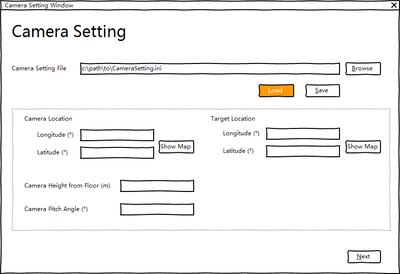 Camera Setting Window
Camera Setting
Camera Setting File
c:\path\to\CameraSetting.ini
Browse
Load
Save
Camera Location
Longitude (°)
Latitude (°)
Show Map
Target Location
Longitude (°)
Latitude (°)
Show Map
Camera Height from Floor (m)
Camera Pitch Angle (°)
Next